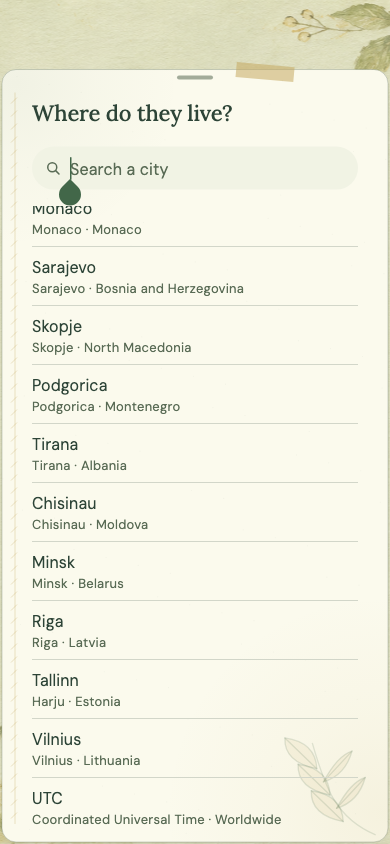 Where do they live?
Search a city
Monaco
Monaco · Monaco
Sarajevo
Sarajevo · Bosnia and Herzegovina
Skopje
Skopje · North Macedonia
Podgorica
Podgorica · Montenegro
Tirana
Tirana · Albania
Chisinau
Chisinau · Moldova
Minsk
Minsk · Belarus
Riga
Riga · Latvia
Tallinn
Harju · Estonia
Vilnius
Vilnius · Lithuania
UTC
Coordinated Universal Time · Worldwide